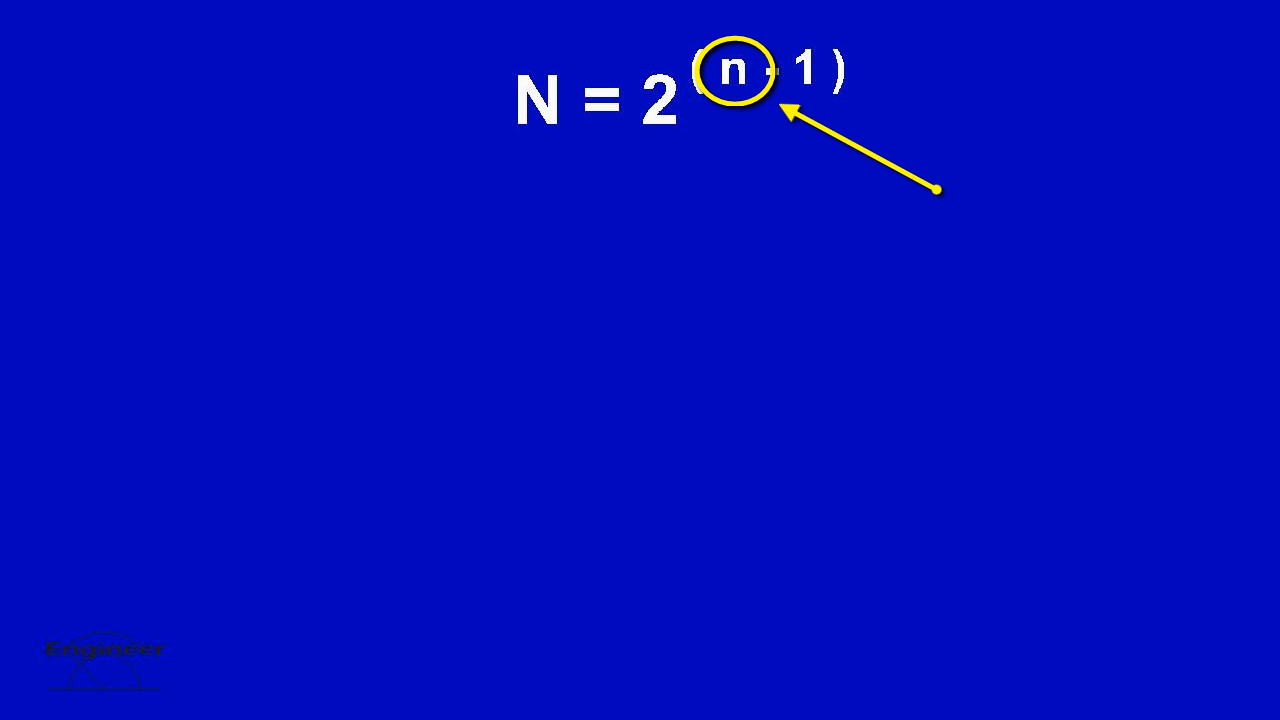 N = 2^( n - 1 )
Engineer